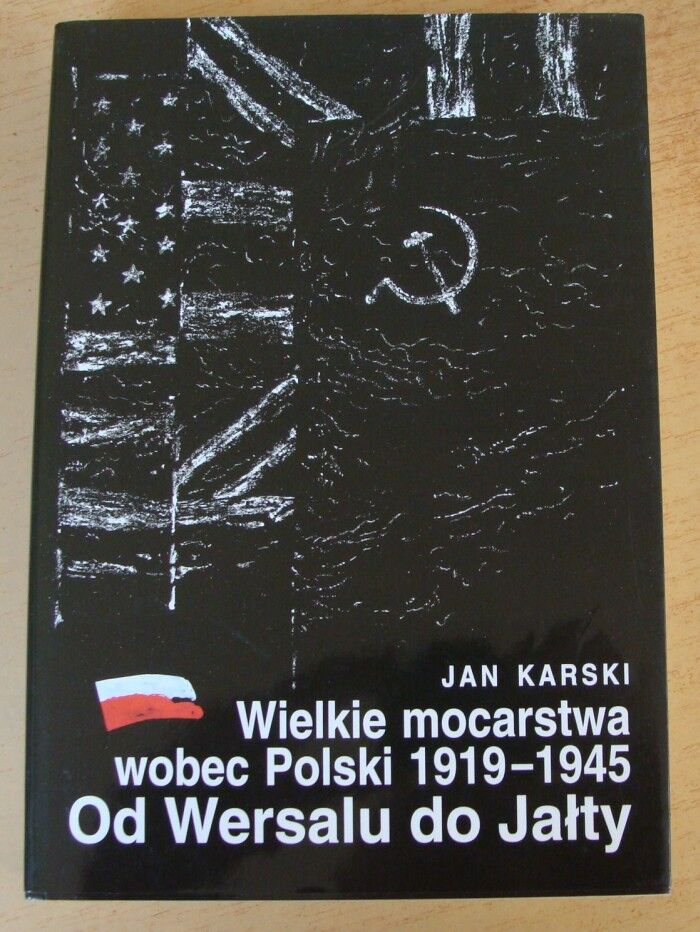 JAN KARSKI
Wielkie mocarstwa
wobec Polski 1919–1945
Od Wersalu do Jałty